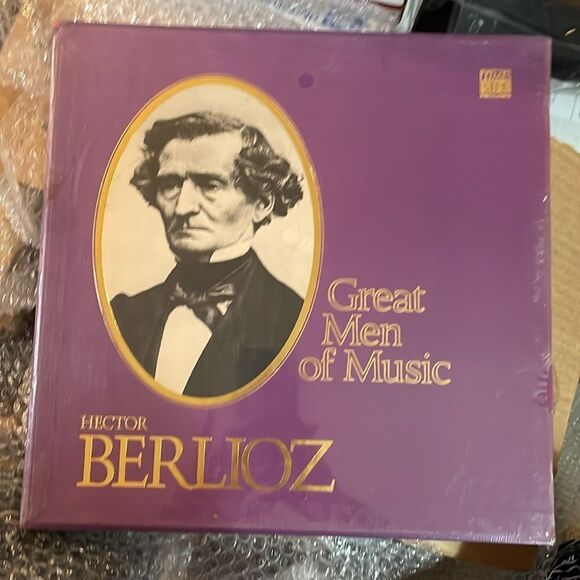 Great
Men
of Music
HECTOR
BERLIOZ